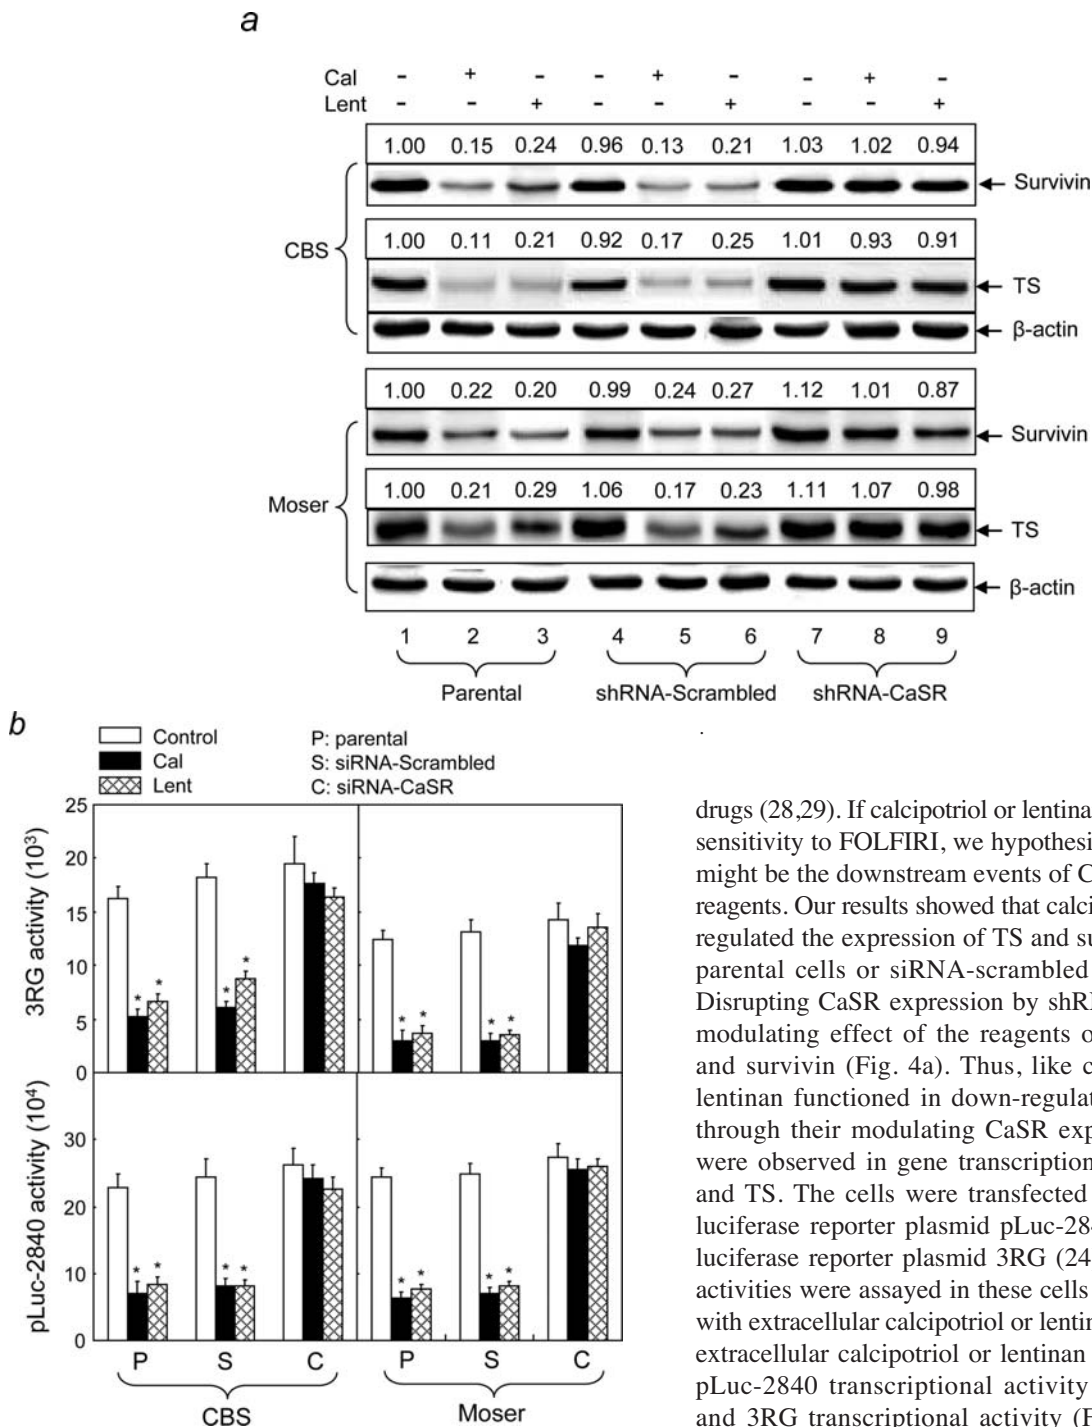 a
Cal - + - - + - - + -
Lent - - + - - + - - +
1.00 0.15 0.24 0.96 0.13 0.21 1.03 1.02 0.94
Survivin
1.00 0.11 0.21 0.92 0.17 0.25 1.01 0.93 0.91
CBS
TS
β-actin
1.00 0.22 0.20 0.99 0.24 0.27 1.12 1.01 0.87
Survivin
1.00 0.21 0.29 1.06 0.17 0.23 1.11 1.07 0.98
Moser
TS
β-actin
1 2 3 4 5 6 7 8 9
Parental shRNA-Scrambled shRNA-CaSR
b
Control P: parental
Cal S: siRNA-Scrambled
Lent C: siRNA-CaSR
3RG activity (10³)
25
20
15
10
5
0
* * * *
* * * *
pLuc-2840 activity (10⁴)
30
20
10
0
* * * *
* * * *
P S C P S C
CBS Moser
drugs (28,29). If calcipotriol or lentina
sensitivity to FOLFIRI, we hypothesi
might be the downstream events of C
reagents. Our results showed that calci
regulated the expression of TS and su
parental cells or siRNA-scrambled
Disrupting CaSR expression by shR
modulating effect of the reagents o
and survivin (Fig. 4a). Thus, like c
lentinan functioned in down-regulat
through their modulating CaSR exp
were observed in gene transcription
and TS. The cells were transfected
luciferase reporter plasmid pLuc-28
luciferase reporter plasmid 3RG (24
activities were assayed in these cells
with extracellular calcipotriol or lentin
extracellular calcipotriol or lentinan
pLuc-2840 transcriptional activity
and 3RG transcriptional activity (F